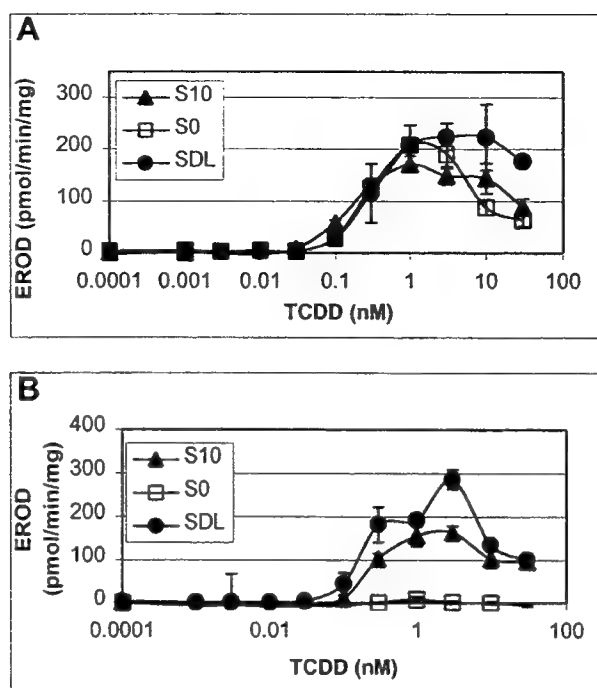 A
EROD (pmol/min/mg)
300
200
100
0
S10
S0
SDL
0.0001 0.001 0.01 0.1 1 10 100
TCDD (nM)
B
EROD
(pmol/min/mg)
400
300
200
100
0
S10
S0
SDL
0.0001 0.01 1 100
TCDD (nM)